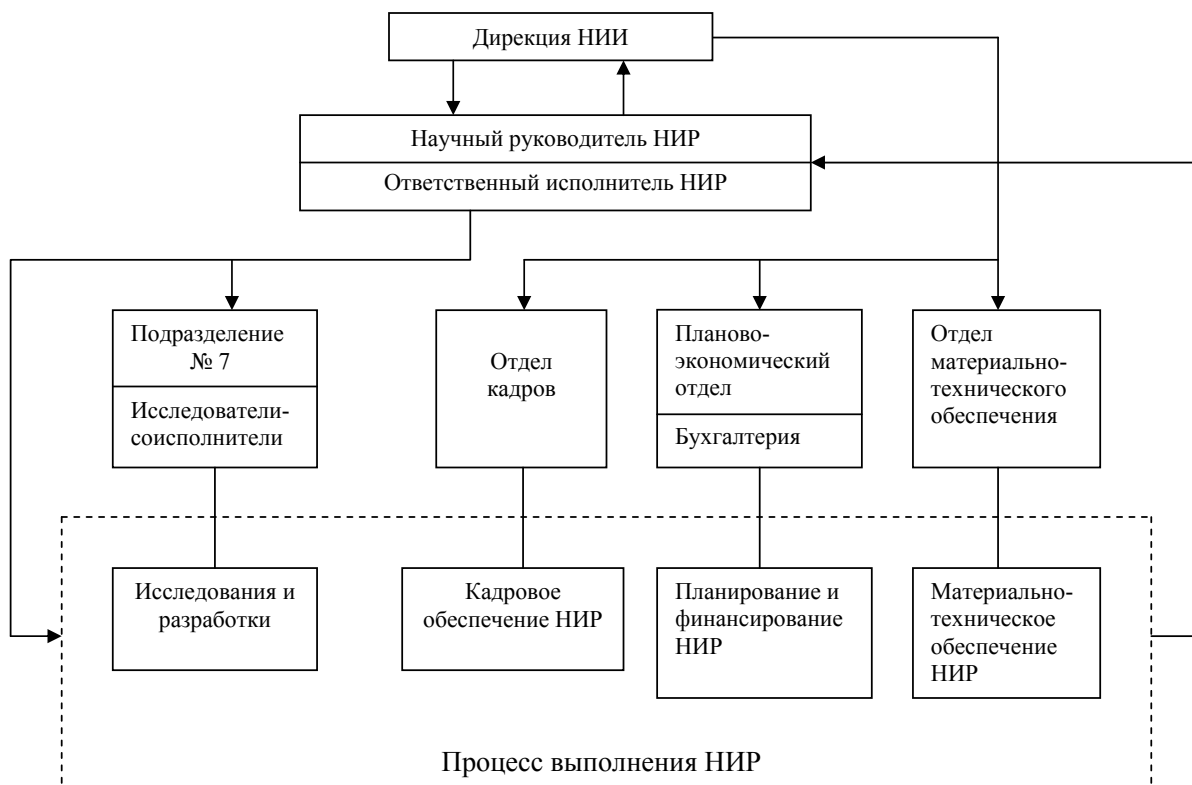 Дирекция НИИ
Научный руководитель НИР
Ответственный исполнитель НИР
Подразделение
№ 7
Исследователи-
соисполнители
Отдел
кадров
Планово-
экономический
отдел
Бухгалтерия
Отдел
материально-
технического
обеспечения
Исследования и
разработки
Кадровое
обеспечение НИР
Планирование и
финансирование
НИР
Материально-
техническое
обеспечение
НИР
Процесс выполнения НИР